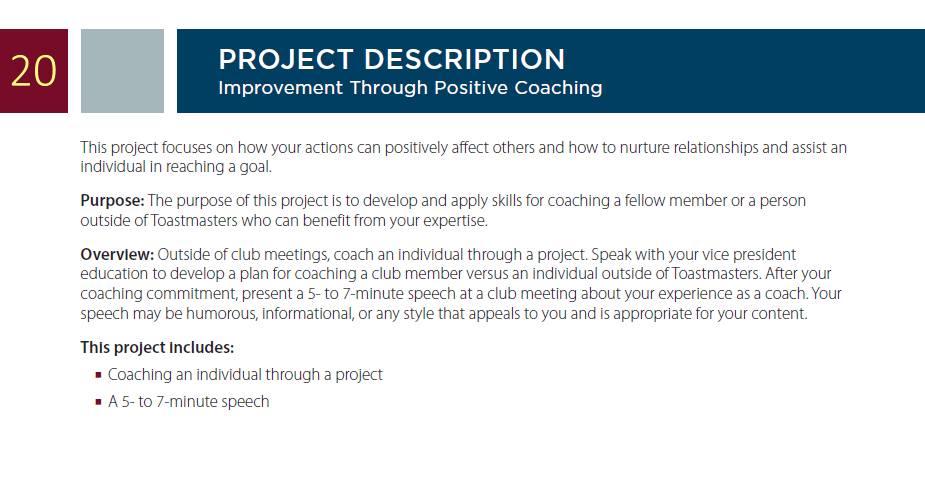 20
PROJECT DESCRIPTION
Improvement Through Positive Coaching
This project focuses on how your actions can positively affect others and how to nurture relationships and assist an
individual in reaching a goal.
Purpose: The purpose of this project is to develop and apply skills for coaching a fellow member or a person
outside of Toastmasters who can benefit from your expertise.
Overview: Outside of club meetings, coach an individual through a project. Speak with your vice president
education to develop a plan for coaching a club member versus an individual outside of Toastmasters. After your
coaching commitment, present a 5- to 7-minute speech at a club meeting about your experience as a coach. Your
speech may be humorous, informational, or any style that appeals to you and is appropriate for your content.
This project includes:
▪ Coaching an individual through a project
▪ A 5- to 7-minute speech